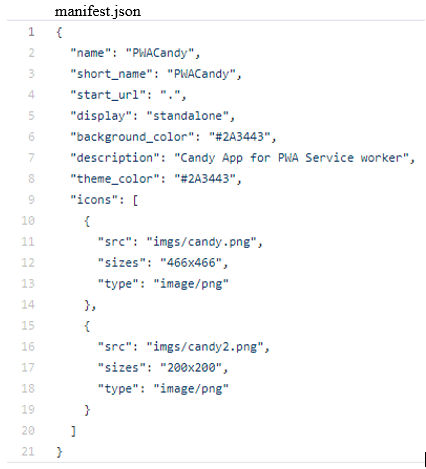 manifest.json
1 {
2 "name": "PWACandy",
3 "short_name": "PWACandy",
4 "start_url": ".",
5 "display": "standalone",
6 "background_color": "#2A3443",
7 "description": "Candy App for PWA Service worker",
8 "theme_color": "#2A3443",
9 "icons": [
10 {
11 "src": "imgs/candy.png",
12 "sizes": "466x466",
13 "type": "image/png"
14 },
15 {
16 "src": "imgs/candy2.png",
17 "sizes": "200x200",
18 "type": "image/png"
19 }
20 ]
21 }